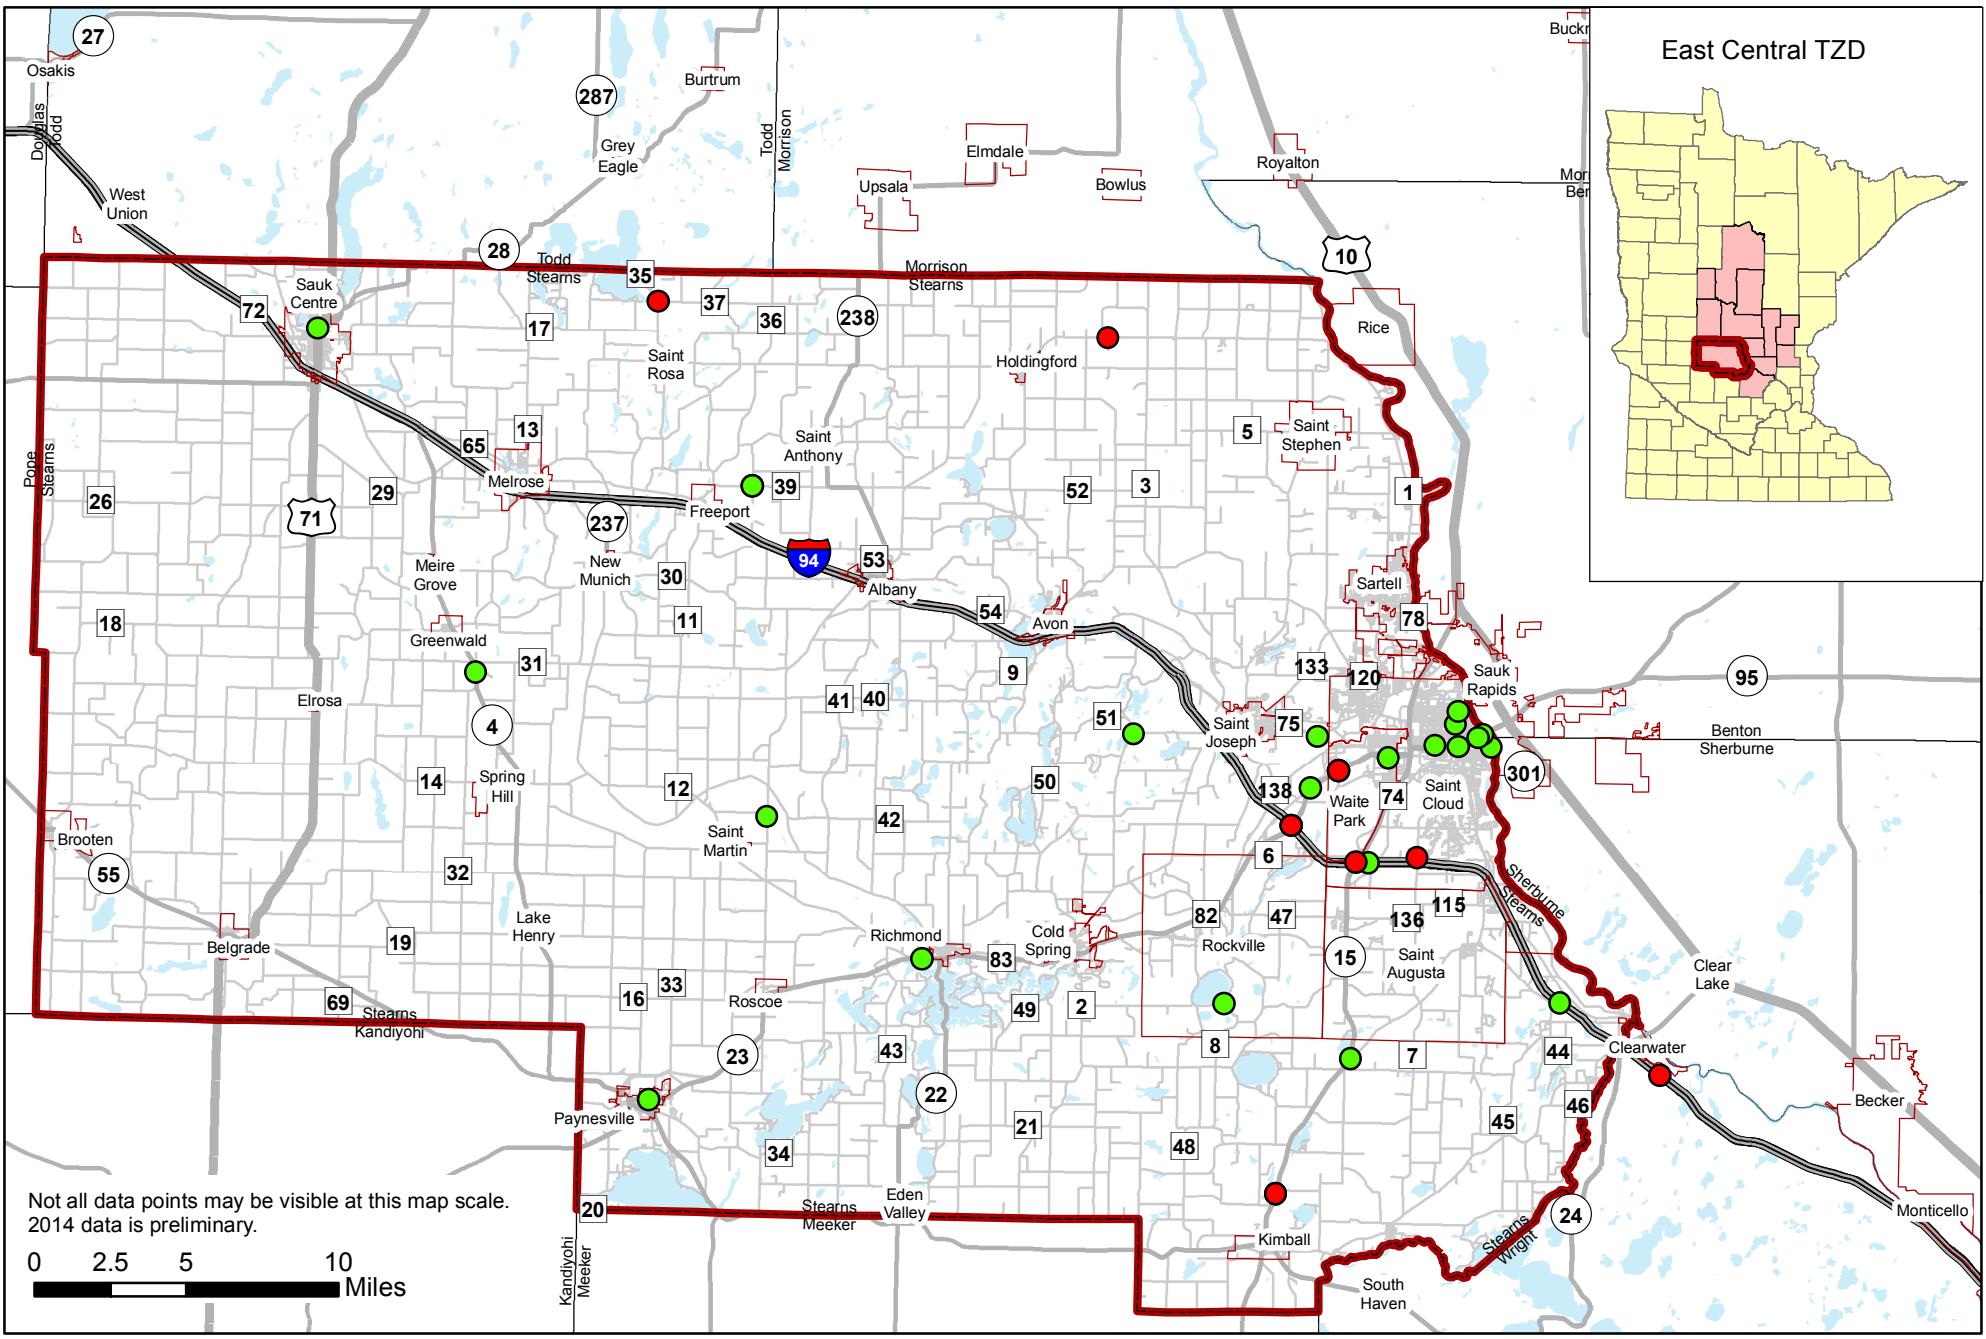 27
Osakis
Douglas
Todd
287
Burtrum
Grey
Eagle
Todd
Morrison
Elmdale
Upsala
Bowlus
Royalton
10
East Central TZD
West
Union
28
Todd
Stearns
35
Morrison
Stearns
Sauk
Centre
72
17
37
36
238
Rice
Saint
Rosa
Holdingford
65
13
Saint
Anthony
5
Saint
Stephen
Pope
Stearns
26
71
29
Melrose
39
Freeport
52
3
1
237
New
Munich
94
53
Albany
Meire
Grove
30
11
54
Avon
Sartell
78
18
Greenwald
31
9
133
120
Sauk
Rapids
95
Elrosa
4
41
40
51
Saint
Joseph
75
Benton
Sherburne
301
14
Spring
Hill
12
50
138
Waite
Park
74
Saint
Cloud
Brooten
55
32
Saint
Martin
42
6
Sherburne
Stearns
Belgrade
19
Lake
Henry
Richmond
83
Cold
Spring
82
47
Rockville
136
115
15
Saint
Augusta
Clear
Lake
69
Stearns
Kandiyohi
16
33
Roscoe
49
2
8
7
44
Clearwater
23
43
22
Paynesville
46
45
Becker
34
21
48
20
Stearns
Meeker
Eden
Valley
Kimball
24
Stearns
Wright
Monticello
South
Haven
Kandiyohi
Meeker
Not all data points may be visible at this map scale.
2014 data is preliminary.
0 2.5 5 10
Miles